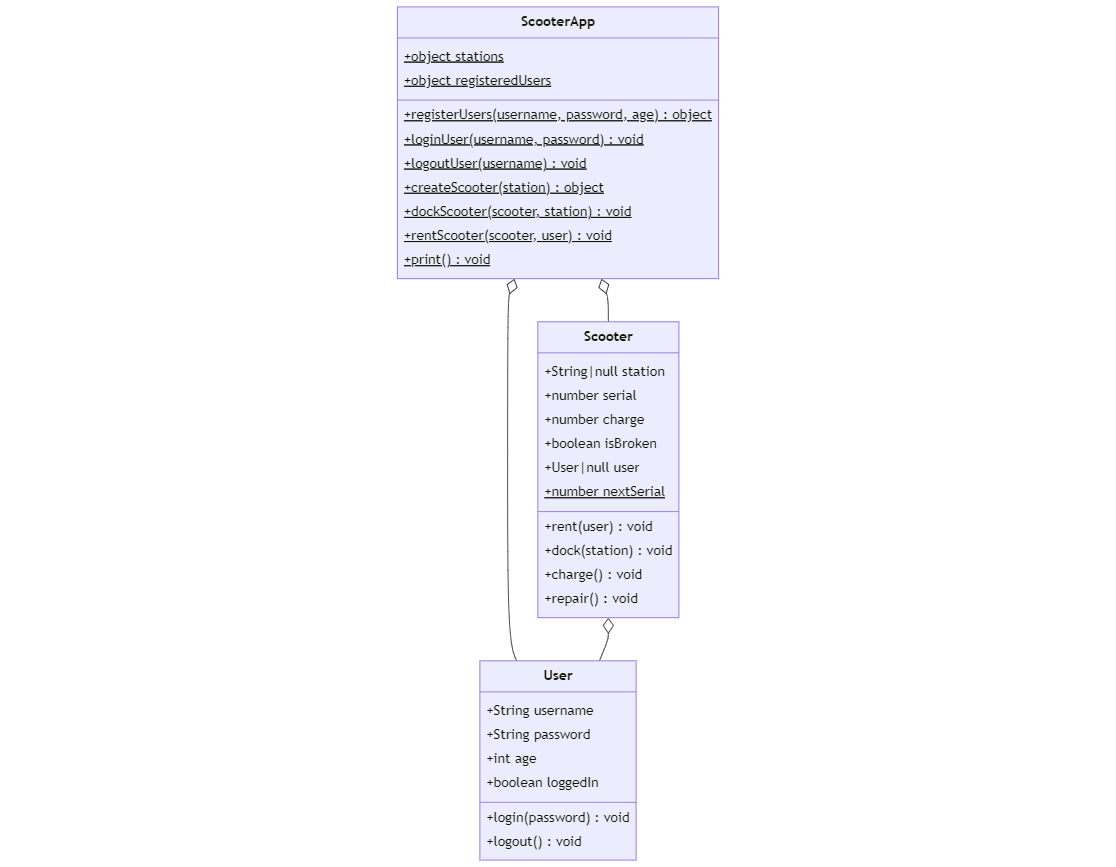 ScooterApp
+object stations
+object registeredUsers
+registerUsers(username, password, age) : object
+loginUser(username, password) : void
+logoutUser(username) : void
+createScooter(station) : object
+dockScooter(scooter, station) : void
+rentScooter(scooter, user) : void
+print() : void
Scooter
+String|null station
+number serial
+number charge
+boolean isBroken
+User|null user
+number nextSerial
+rent(user) : void
+dock(station) : void
+charge() : void
+repair() : void
User
+String username
+String password
+int age
+boolean loggedIn
+login(password) : void
+logout() : void